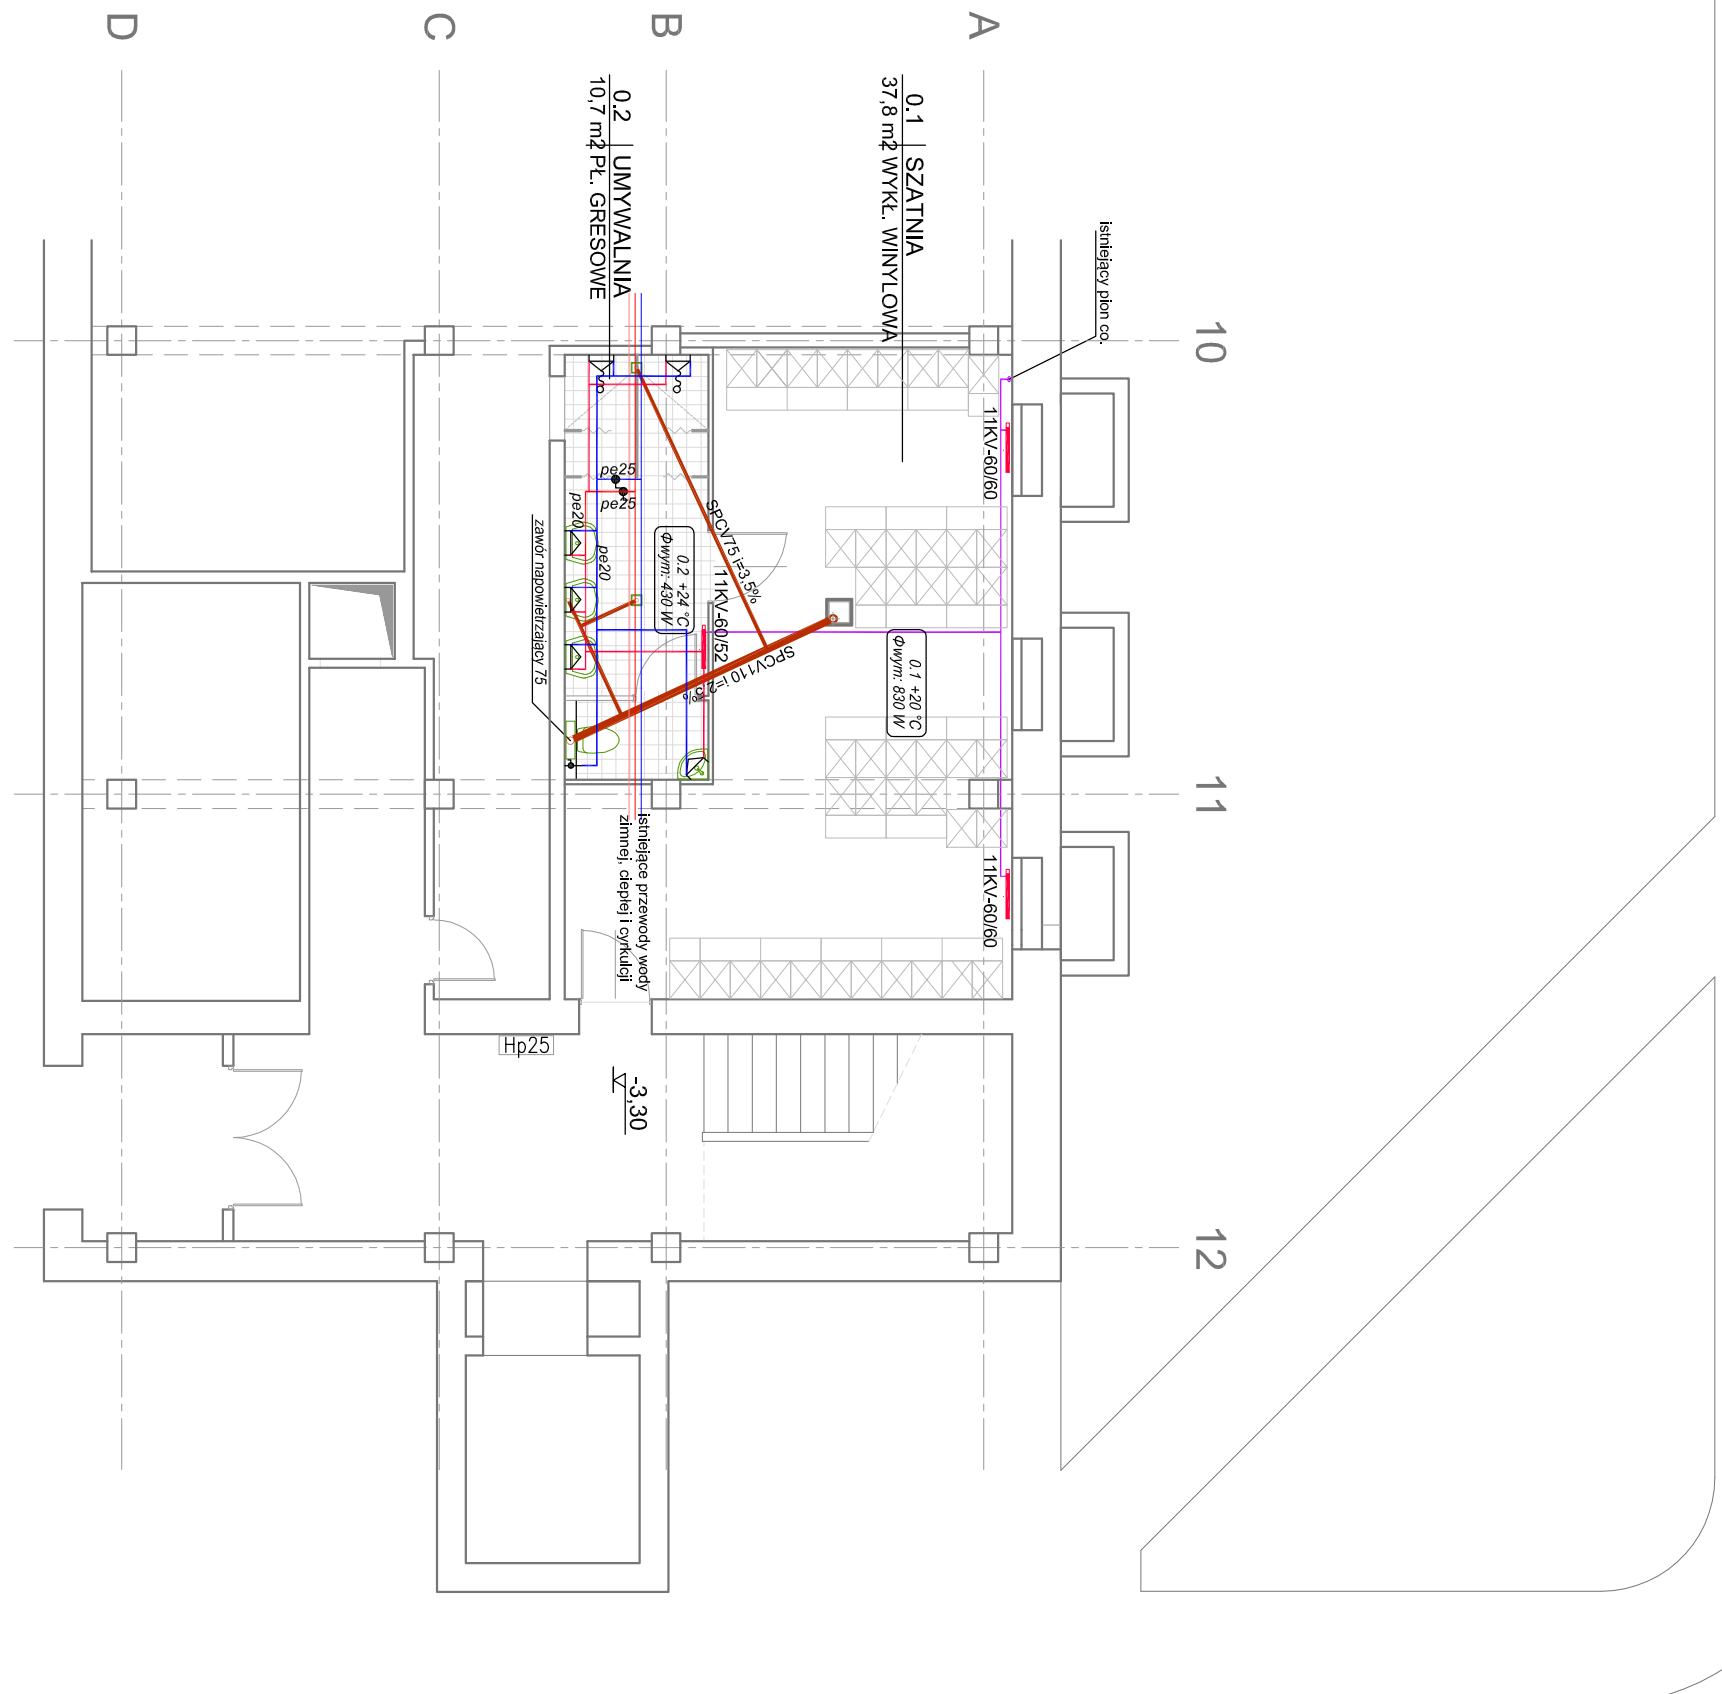 D
C
B
A
10
11
12
0.1 SZATNIA
37,8 m2 WYKŁ. WINYLOWA
0.2 UMYWALNIA
10,7 m2 PŁ. GRESOWE
istniejący pion co.
11KV-60/60
11KV-60/60
11KV-60/52
pe25
pe25
pe20
pe20
zawór napowietrzający 75
0.2 +24 °C
Φwym: 430 W
0.1 +20 °C
Φwym: 830 W
SPCV75 i=3,5%
SPCV110 i=2,5%
istniejące przewody wody
zimnej, ciepłej i cyrkulcji
Hp25
-3,30